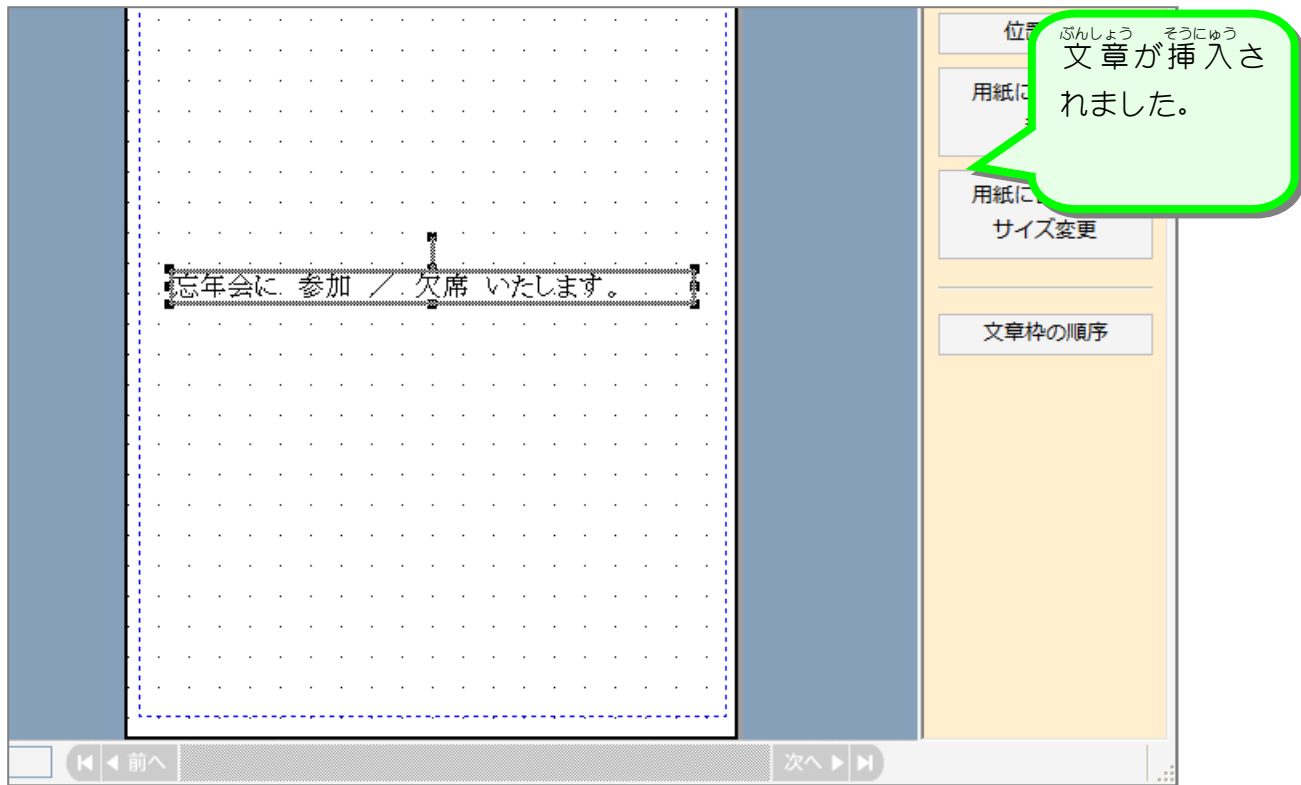 位
ぶんしょう そうにゅう
文章が挿入さ
れました。
用紙に
用紙に
サイズ変更
忘年会に 参加 ／ 欠席 いたします。
文章枠の順序
前へ
次へ